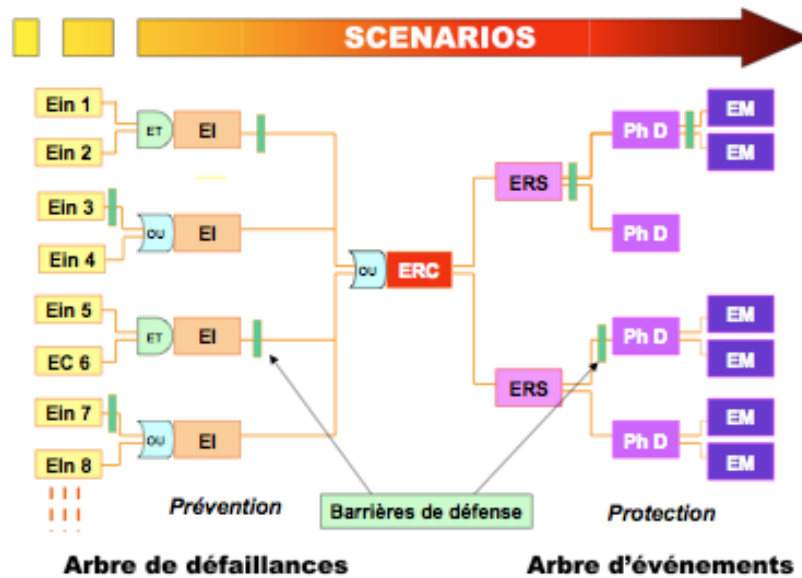 SCENARIOS
Ein 1
ET
EI
Ein 2
Ein 3
OU
EI
Ein 4
Ein 5
ET
EI
EC 6
Ein 7
OU
EI
EIn 8
OU
ERC
ERS
ERS
Ph D
Ph D
Ph D
Ph D
EM
EM
EM
EM
EM
EM
Prévention
Barrières de défense
Protection
Arbre de défaillances
Arbre d'événements